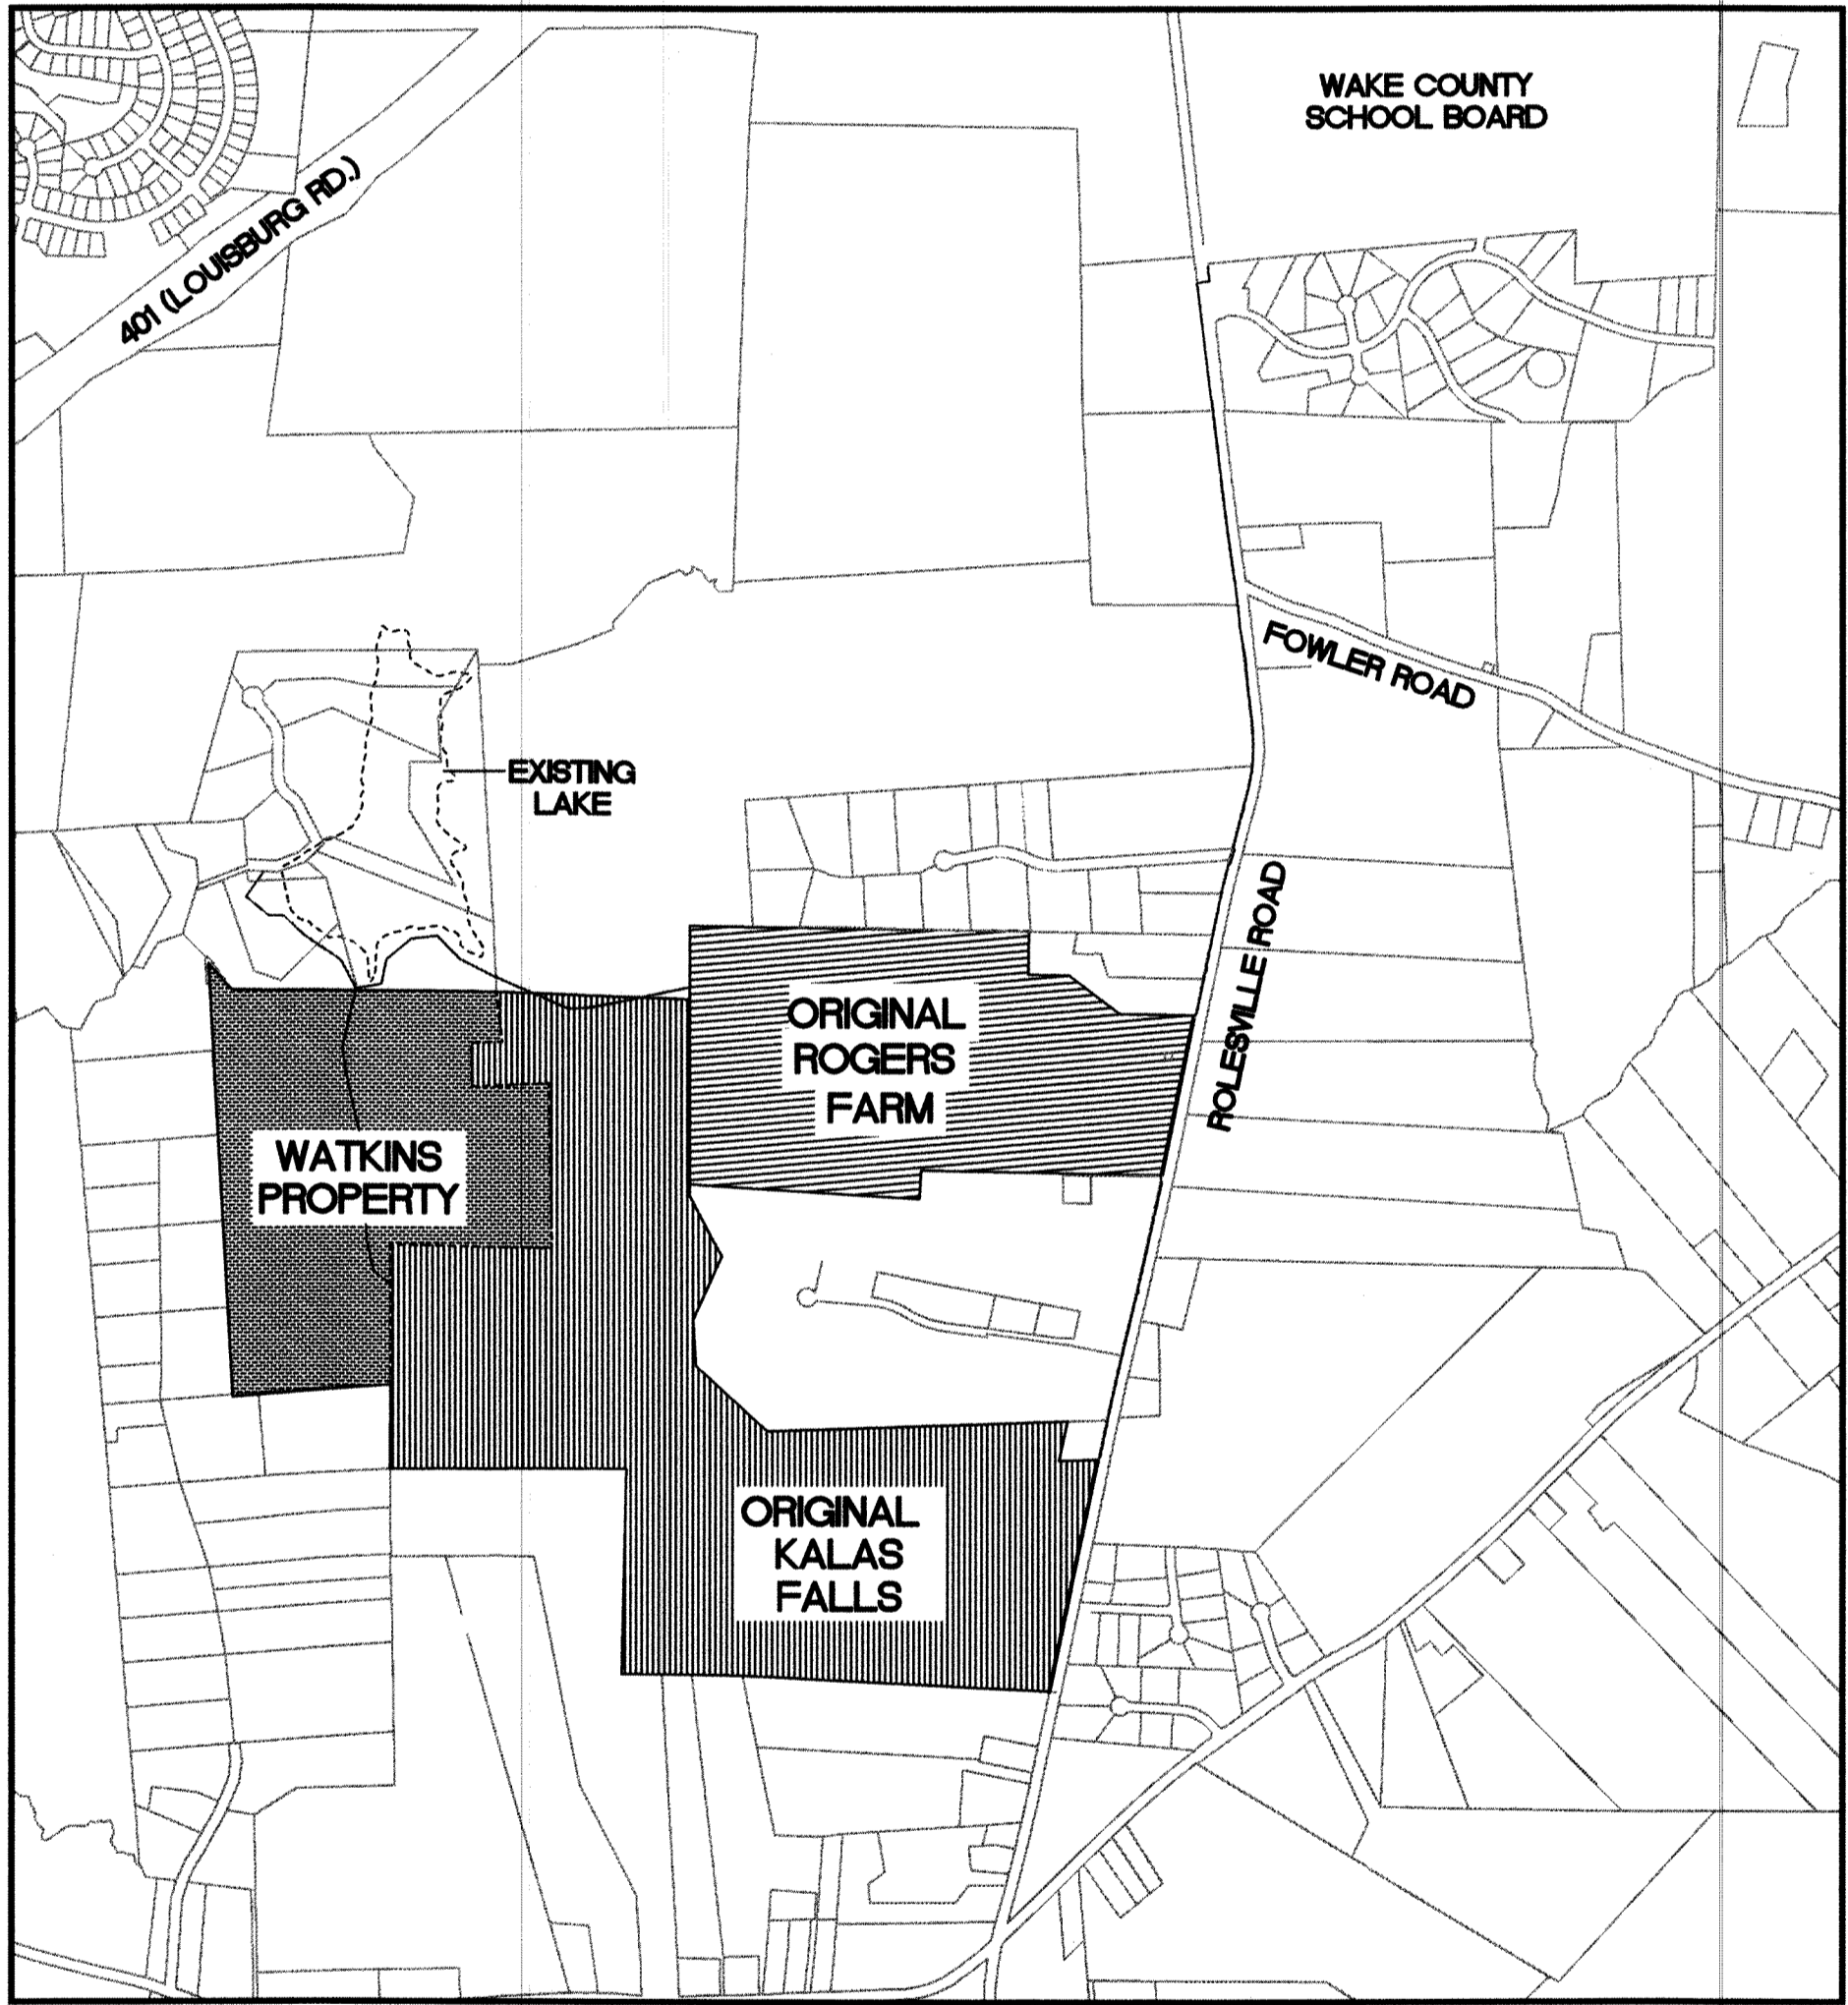 WAKE COUNTY
SCHOOL BOARD
401 (LOUISBURG RD.)
FOWLER ROAD
EXISTING
LAKE
ROLESVILLE ROAD
ORIGINAL
ROGERS
FARM
WATKINS
PROPERTY
ORIGINAL
KALAS
FALLS